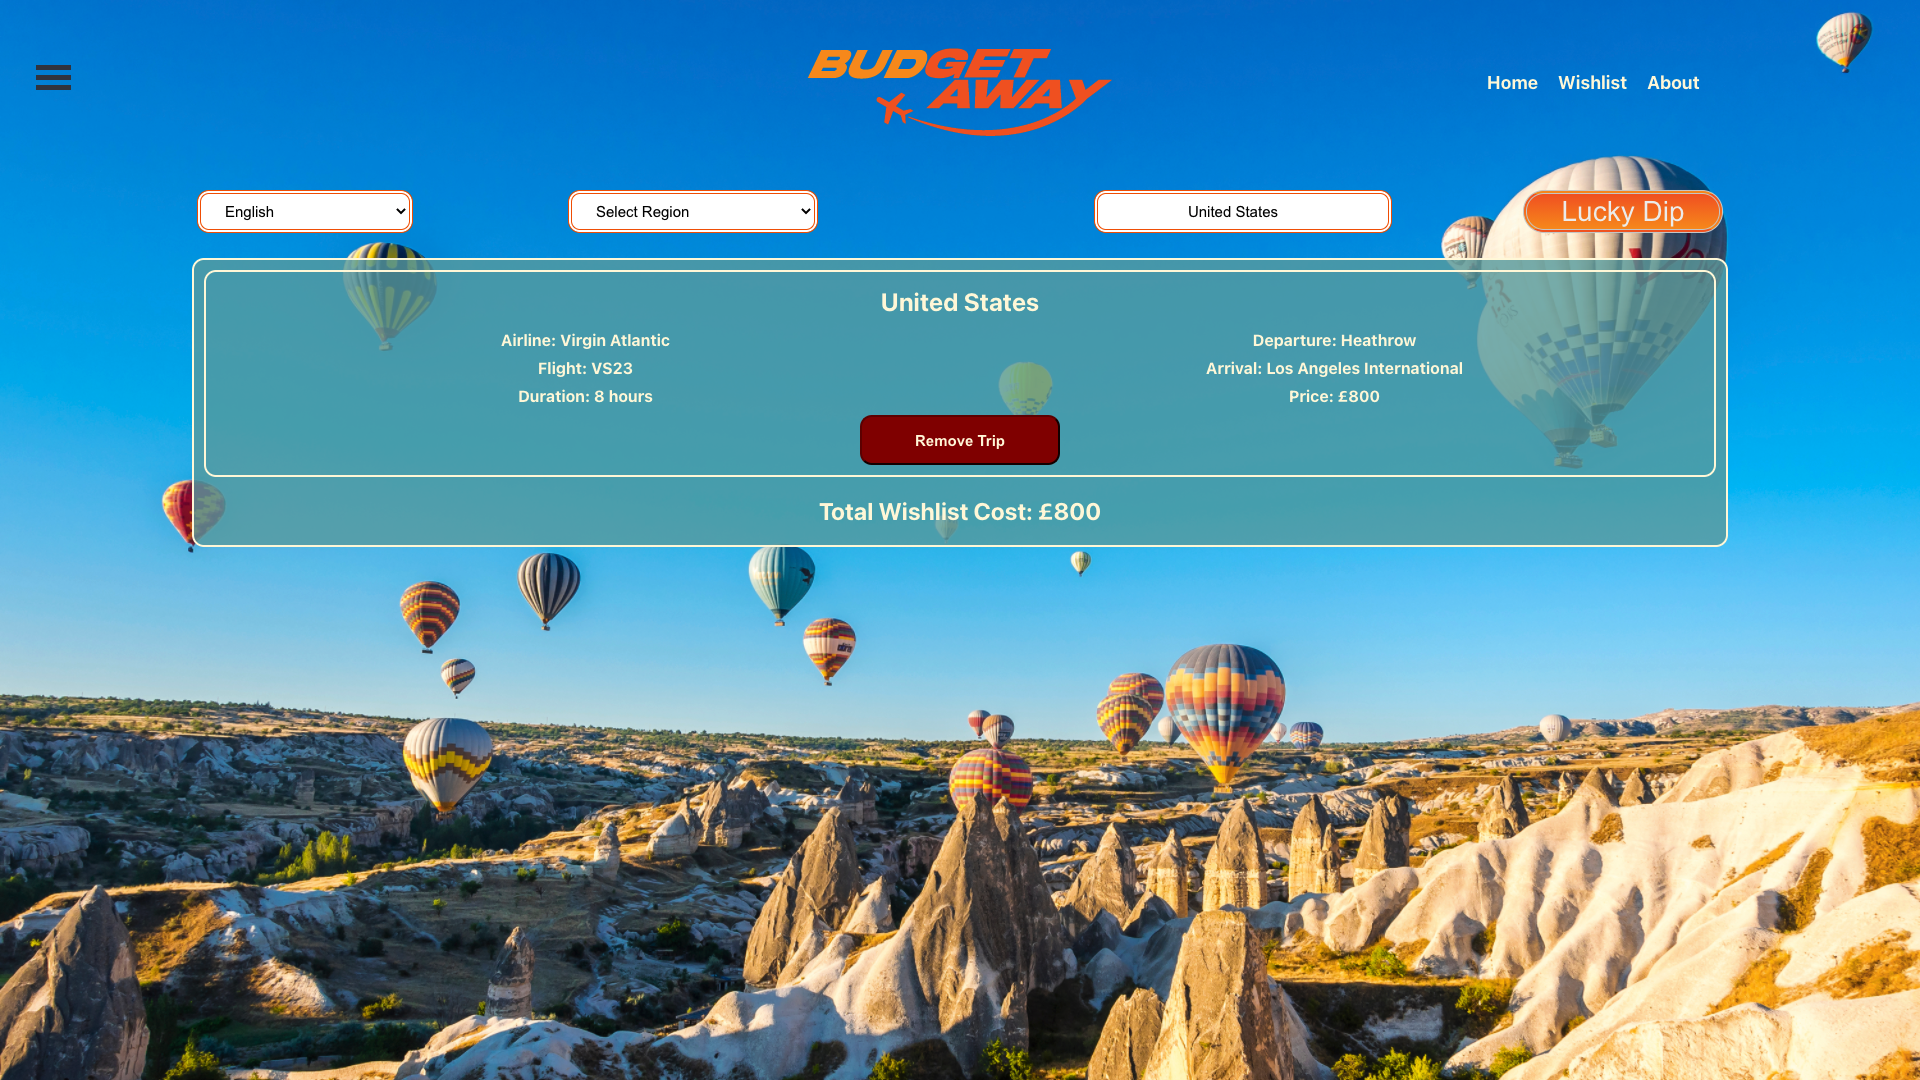 BUDGET
AWAY
Home Wishlist About
English
Select Region
United States
Lucky Dip
United States
Airline: Virgin Atlantic
Flight: VS23
Duration: 8 hours
Departure: Heathrow
Arrival: Los Angeles International
Price: £800
Remove Trip
Total Wishlist Cost: £800